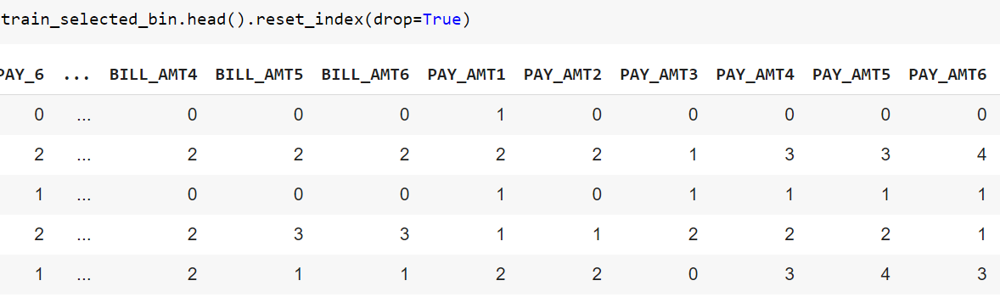 train_selected_bin.head().reset_index(drop=True)
PAY_6 ... BILL_AMT4 BILL_AMT5 BILL_AMT6 PAY_AMT1 PAY_AMT2 PAY_AMT3 PAY_AMT4 PAY_AMT5 PAY_AMT6
0 ... 0 0 0 1 0 0 0 0 0
2 ... 2 2 2 2 2 1 3 3 4
1 ... 0 0 0 1 0 1 1 1 1
2 ... 2 3 3 1 1 2 2 2 1
1 ... 2 1 1 2 2 0 3 4 3